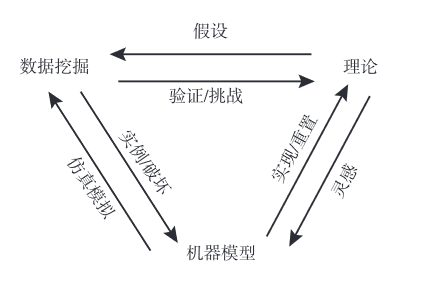 假设
数据挖掘
理论
验证/挑战
实例/破坏
仿真模拟
实现/重置
灵感
机器模型